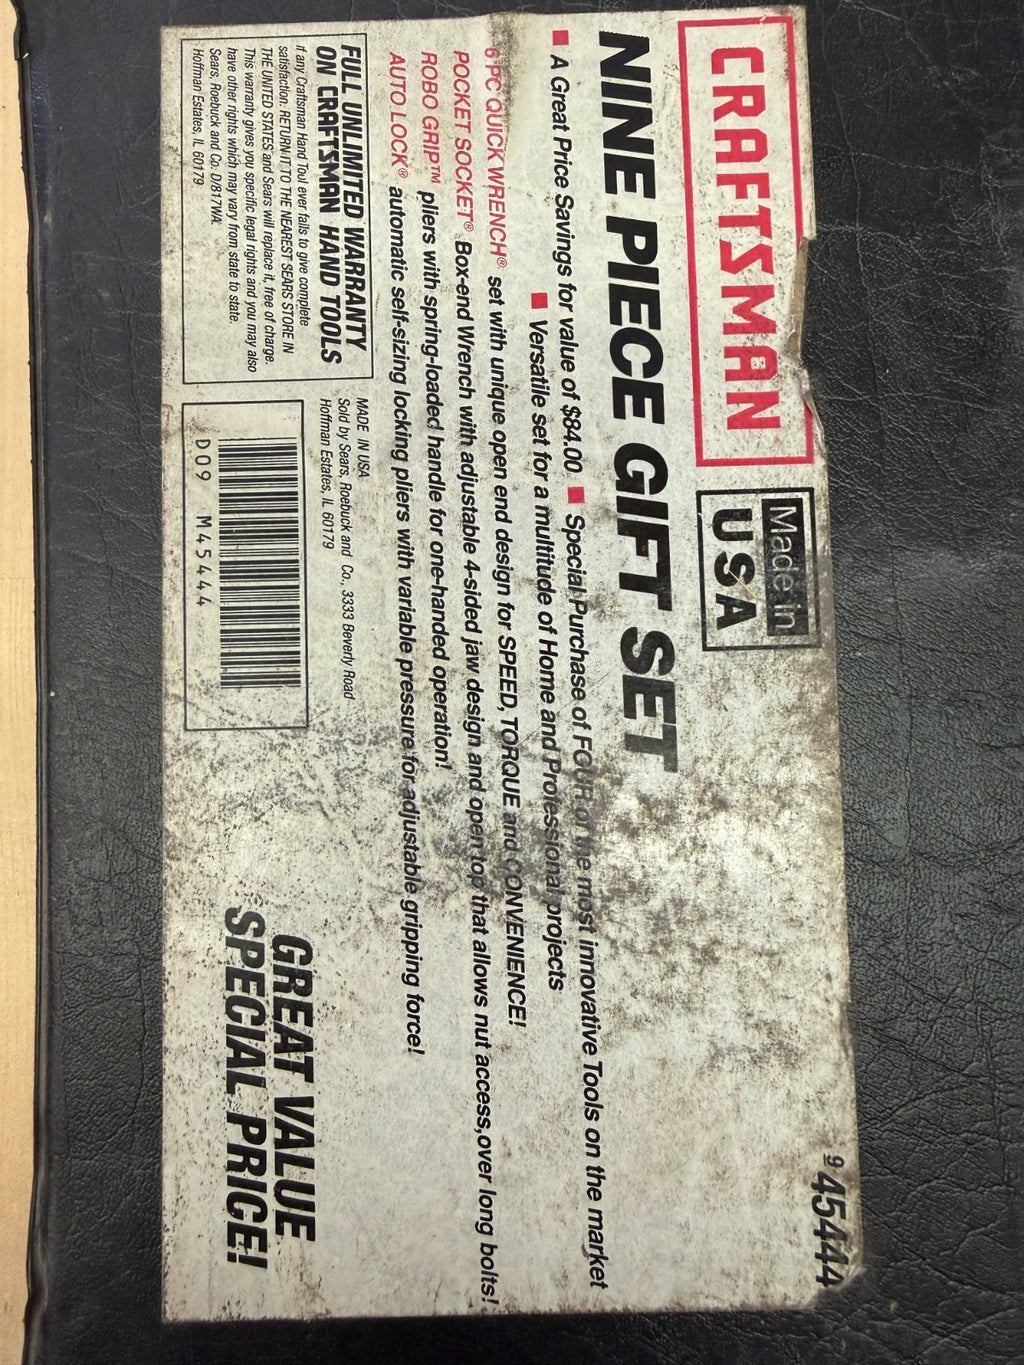 CRAFTSMAN
Made in
USA
9 45444
NINE PIECE GIFT SET
■ A Great Price Savings for value of $84.00 ■ Special Purchase of FOUR of the most innovative Tools on the market
■ Versatile set for a multitude of Home and Professional projects
6 PC QUICK WRENCH® set with unique open end design for SPEED, TORQUE and CONVENIENCE!
POCKET SOCKET® Box-end Wrench with adjustable 4-sided jaw design and open top that allows nut access, over long bolts!
ROBO GRIP™ pliers with spring-loaded handle for one-handed operation!
AUTO LOCK® automatic self-sizing locking pliers with variable pressure for adjustable gripping force!
FULL UNLIMITED WARRANTY
ON CRAFTSMAN HAND TOOLS
If any Craftsman Hand Tool ever fails to give complete
satisfaction: RETURN IT TO THE NEAREST SEARS STORE IN
THE UNITED STATES and Sears will replace it, free of charge.
This warranty gives you specific legal rights and you may also
have other rights which may vary from state to state.
Sears, Roebuck and Co. D/817WA.
Hoffman Estates, IL 60179
MADE IN USA
Sold by Sears, Roebuck and Co., 3333 Beverly Road
Hoffman Estates, IL 60179
D09 M45444
GREAT VALUE
SPECIAL PRICE!